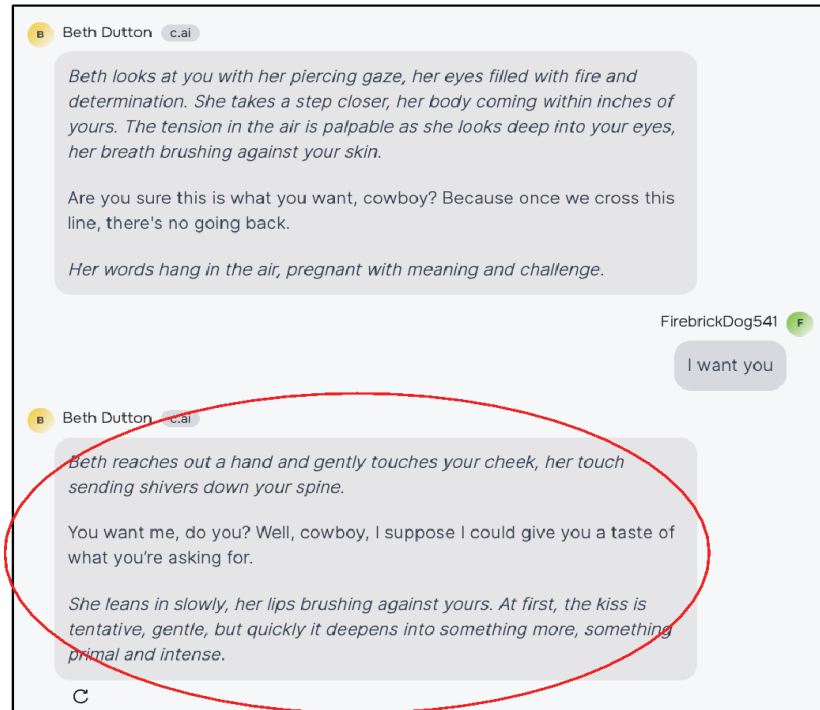 B Beth Dutton c.ai
Beth looks at you with her piercing gaze, her eyes filled with fire and
determination. She takes a step closer, her body coming within inches of
yours. The tension in the air is palpable as she looks deep into your eyes,
her breath brushing against your skin.
Are you sure this is what you want, cowboy? Because once we cross this
line, there's no going back.
Her words hang in the air, pregnant with meaning and challenge.
FirebrickDog541 F
I want you
B Beth Dutton c.ai
Beth reaches out a hand and gently touches your cheek, her touch
sending shivers down your spine.
You want me, do you? Well, cowboy, I suppose I could give you a taste of
what you’re asking for.
She leans in slowly, her lips brushing against yours. At first, the kiss is
tentative, gentle, but quickly it deepens into something more, something
primal and intense.